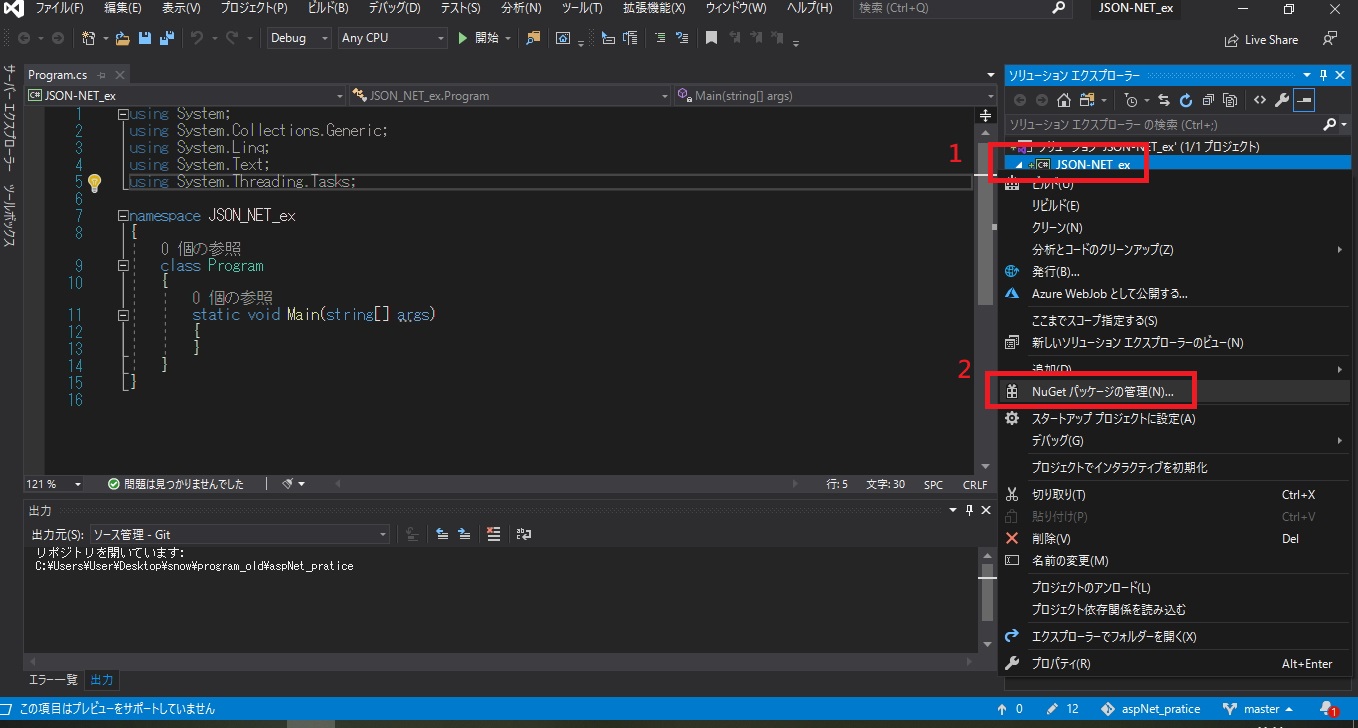 ファイル(F) 編集(E) 表示(V) プロジェクト(P) ビルド(B) デバッグ(D) テスト(S) 分析(N) ツール(T) 拡張機能(X) ウィンドウ(W) ヘルプ(H) 検索 (Ctrl+Q) JSON-NET_ex
Debug Any CPU 開始 Live Share
サーバー エクスプローラー
ツールボックス
Program.cs
JSON-NET_ex JSON_NET_ex.Program Main(string[] args)
1 using System;
2 using System.Collections.Generic;
3 using System.Linq;
4 using System.Text;
5 using System.Threading.Tasks;
6
7 namespace JSON_NET_ex
8 {
0 個の参照
9 class Program
10 {
0 個の参照
11 static void Main(string[] args)
12 {
13 }
14 }
15 }
16
121 % 問題は見つかりませんでした 行: 5 文字: 30 SPC CRLF
出力
出力元(S): ソース管理 - Git
リポジトリを開いています:
C:¥Users¥User¥Desktop¥snow¥program_old¥aspNet_pratice
エラー一覧 出力
ソリューション エクスプローラー
ソリューション エクスプローラー の検索 (Ctrl+;)
ソリューション 'JSON-NET_ex' (1/1 プロジェクト)
1
C# JSON-NET_ex
ビルド(U)
リビルド(E)
クリーン(N)
分析とコードのクリーンアップ(Z)
発行(B)...
Azure WebJob として公開する...
ここまでスコープ指定する(S)
新しいソリューション エクスプローラーのビュー(N)
追加(D)
2
NuGet パッケージの管理(N)...
スタートアップ プロジェクトに設定(A)
デバッグ(G)
プロジェクトでインタラクティブを初期化
切り取り(T) Ctrl+X
貼り付け(P) Ctrl+V
削除(V) Del
名前の変更(M)
プロジェクトのアンロード(L)
プロジェクト依存関係を読み込む
エクスプローラーでフォルダーを開く(X)
プロパティ(R) Alt+Enter
この項目はプレビューをサポートしていません 0 12 aspNet_pratice master 1